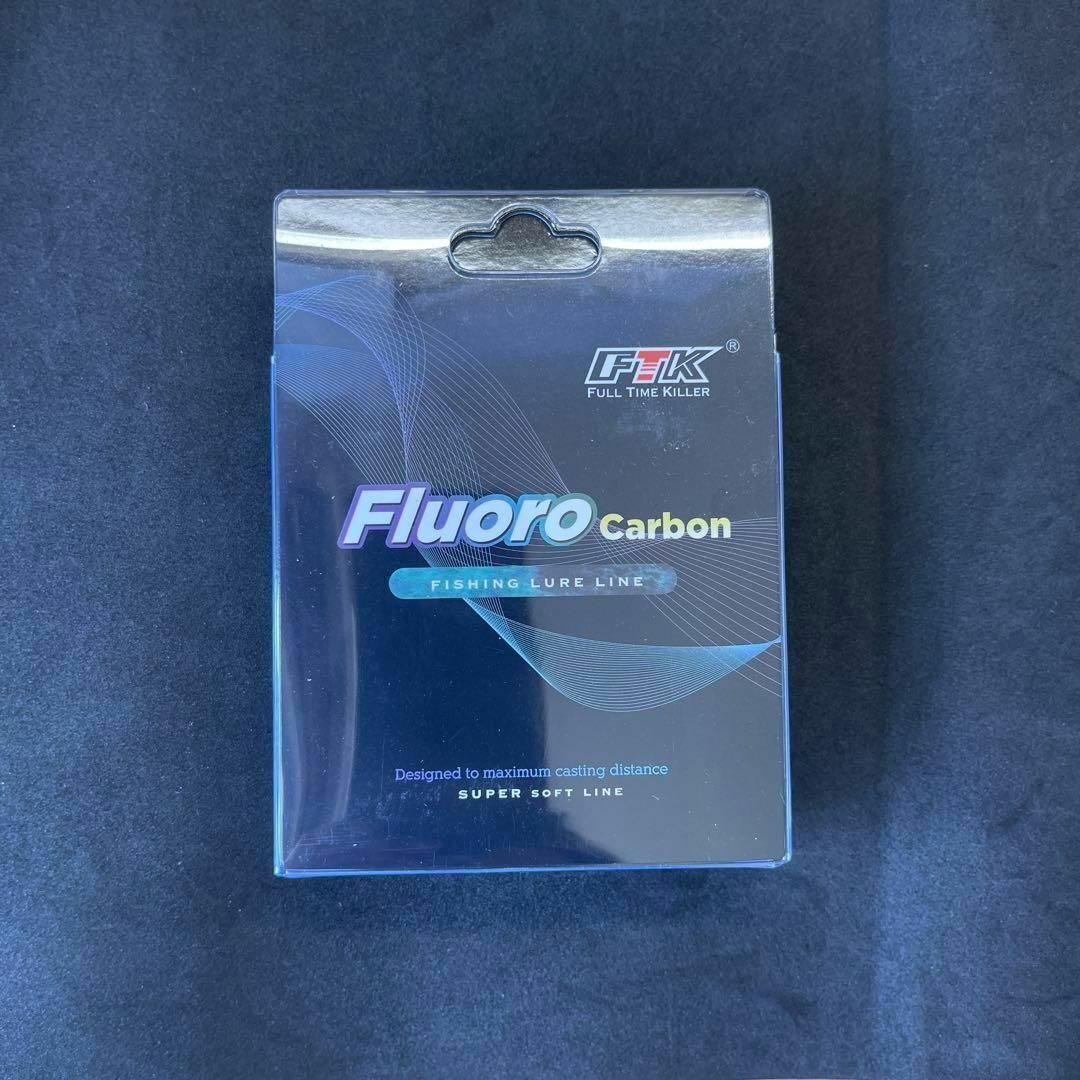 FTK®
FULL TIME KILLER
Fluoro Carbon
FISHING LURE LINE
Designed to maximum casting distance
SUPER SOFT LINE